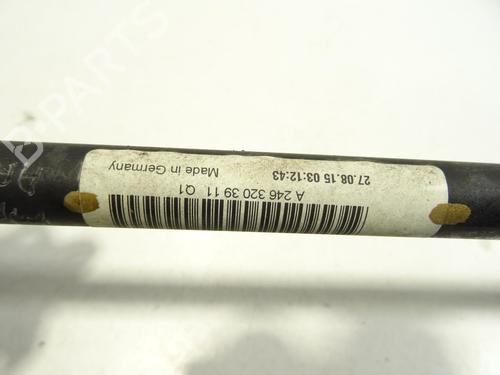 27.08.15 03:12:43
Made in Germany
A 246 320 39 11 Q1
B-PARTS